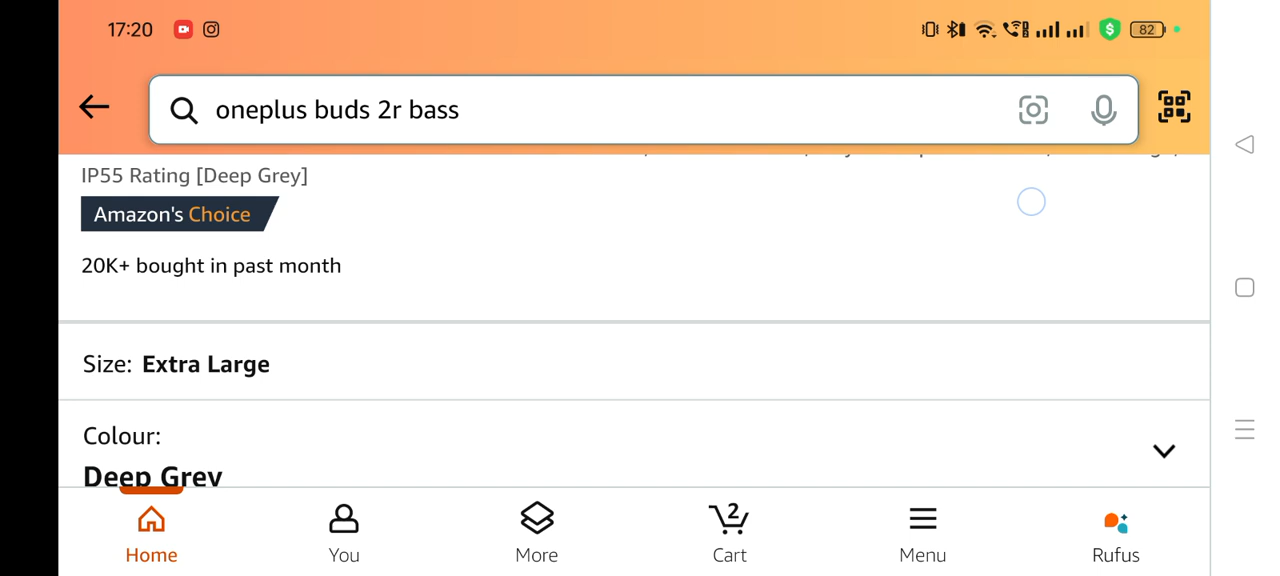 17:20 82
oneplus buds 2r bass
IP55 Rating [Deep Grey]
Amazon's Choice
20K+ bought in past month
Size: Extra Large
Colour:
Deep Grey
2
Home You More Cart Menu Rufus